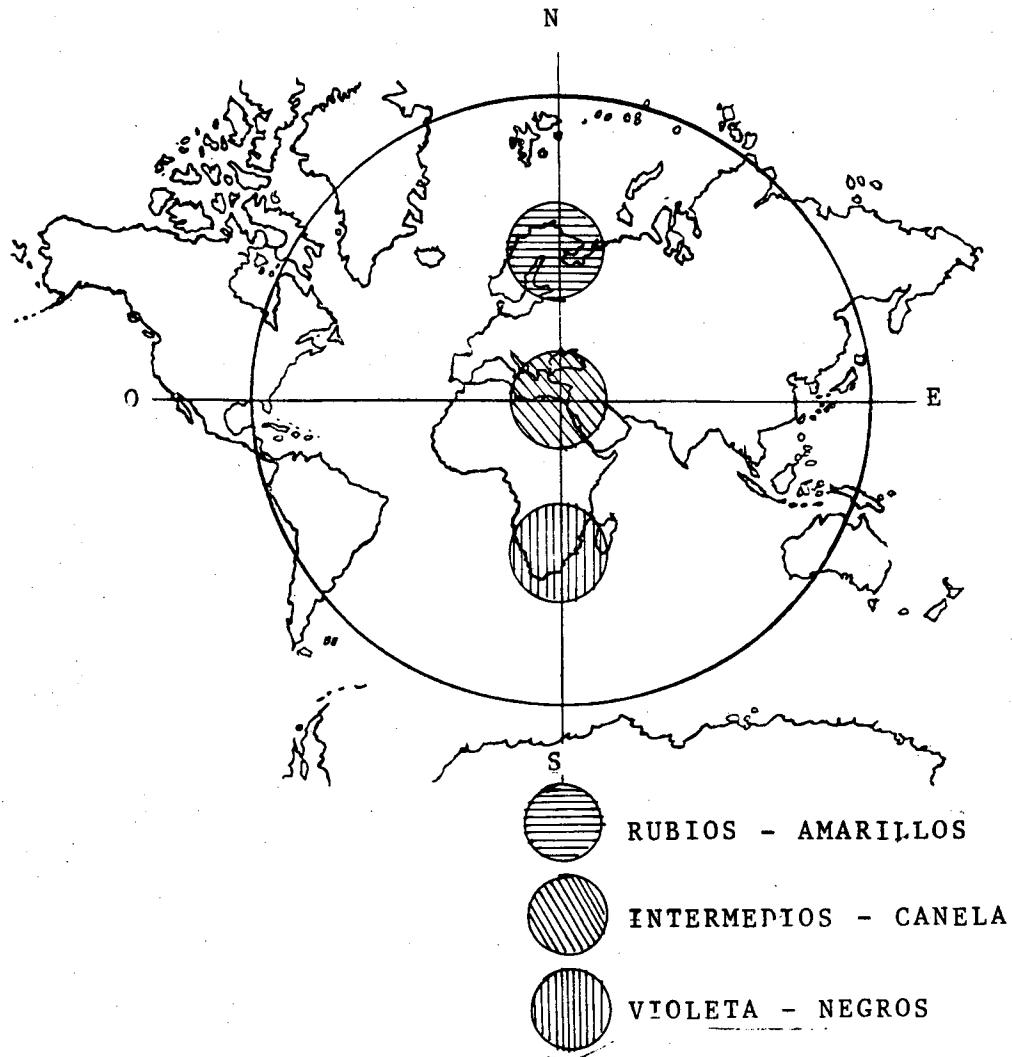 N
O
E
S
RUBIOS - AMARILLOS
INTERMEDIOS - CANELA
VIOLETA - NEGROS